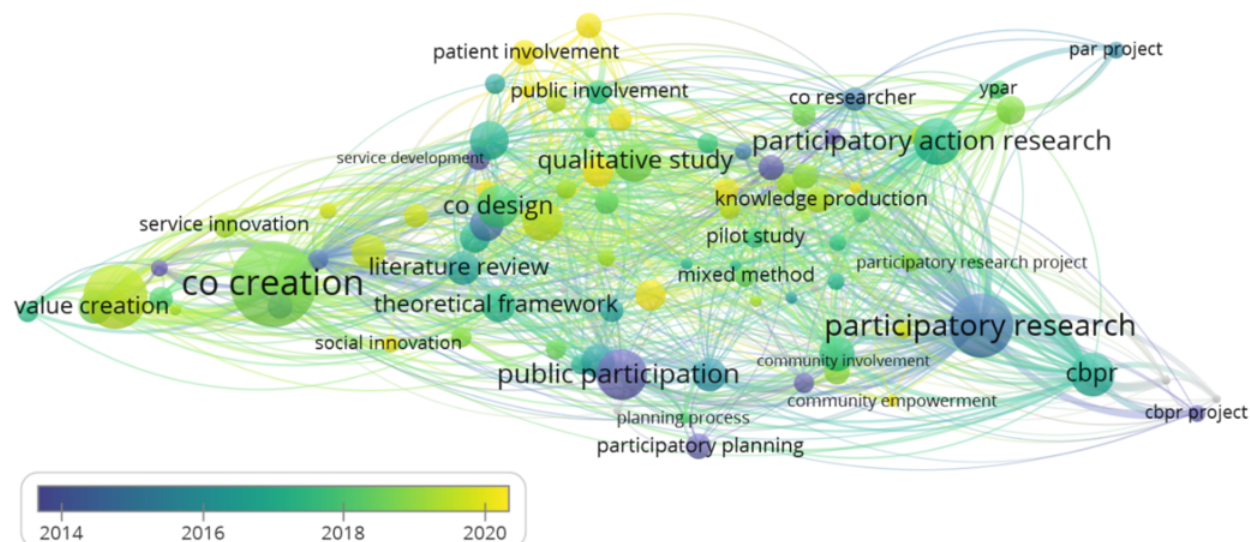 patient involvement
par project
public involvement
co researcher
ypar
participatory action research
service development
qualitative study
co design
knowledge production
service innovation
pilot study
literature review
mixed method
participatory research project
co creation
value creation
theoretical framework
participatory research
social innovation
community involvement
public participation
cbpr
community empowerment
planning process
cbpr project
participatory planning
2014
2016
2018
2020